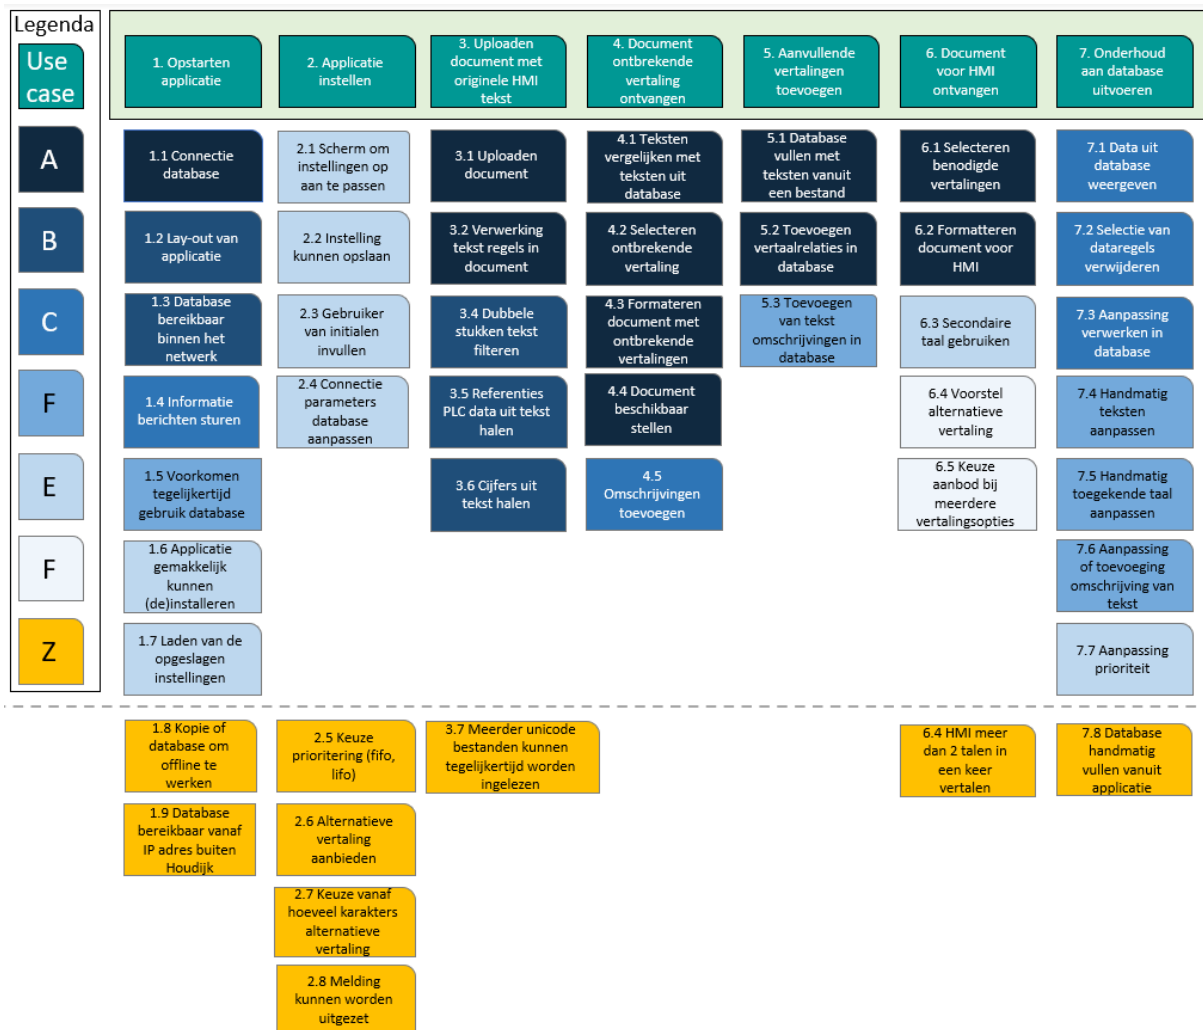 Legenda
Use
case
A
B
C
F
E
F
Z
1. Opstarten
applicatie
2. Applicatie
instellen
3. Uploaden
document met
originele HMI
tekst
4. Document
ontbrekende
vertaling
ontvangen
5. Aanvullende
vertalingen
toevoegen
6. Document
voor HMI
ontvangen
7. Onderhoud
aan database
uitvoeren
1.1 Connectie
database
2.1 Scherm om
instellingen op
aan te passen
3.1 Uploaden
document
4.1 Teksten
vergelijken met
teksten uit
database
5.1 Database
vullen met
teksten vanuit
een bestand
6.1 Selecteren
benodigde
vertalingen
7.1 Data uit
database
weergeven
1.2 Lay-out van
applicatie
2.2 Instelling
kunnen opslaan
3.2 Verwerking
tekst regels in
document
4.2 Selecteren
ontbrekende
vertaling
5.2 Toevoegen
vertaalrelaties in
database
6.2 Formatteren
document voor
HMI
7.2 Selectie van
dataregels
verwijderen
1.3 Database
bereikbaar
binnen het
netwerk
2.3 Gebruiker
van initialen
invullen
3.4 Dubbele
stukken tekst
filteren
4.3 Formateren
document met
ontbrekende
vertalingen
5.3 Toevoegen
van tekst
omschrijvingen in
database
6.3 Secondaire
taal gebruiken
7.3 Aanpassing
verwerken in
database
1.4 Informatie
berichten sturen
2.4 Connectie
parameters
database
aanpassen
3.5 Referenties
PLC data uit tekst
halen
4.4 Document
beschikbaar
stellen
6.4 Voorstel
alternatieve
vertaling
7.4 Handmatig
teksten
aanpassen
1.5 Voorkomen
tegelijkertijd
gebruik database
3.6 Cijfers uit
tekst halen
4.5
Omschrijvingen
toevoegen
6.5 Keuze
aanbod bij
meerdere
vertalingsopties
7.5 Handmatig
toegekende taal
aanpassen
1.6 Applicatie
gemakkelijk
kunnen
(de)installeren
7.6 Aanpassing
of toevoeging
omschrijving van
tekst
1.7 Laden van de
opgeslagen
instellingen
7.7 Aanpassing
prioriteit
1.8 Kopie of
database om
offline te
werken
2.5 Keuze
prioritering (fifo,
lifo)
3.7 Meerder unicode
bestanden kunnen
tegelijkertijd worden
ingelezen
6.4 HMI meer
dan 2 talen in
een keer
vertalen
7.8 Database
handmatig
vullen vanuit
applicatie
1.9 Database
bereikbaar vanaf
IP adres buiten
Houdijk
2.6 Alternatieve
vertaling
aanbieden
2.7 Keuze vanaf
hoeveel karakters
alternatieve
vertaling
2.8 Melding
kunnen worden
uitgezet